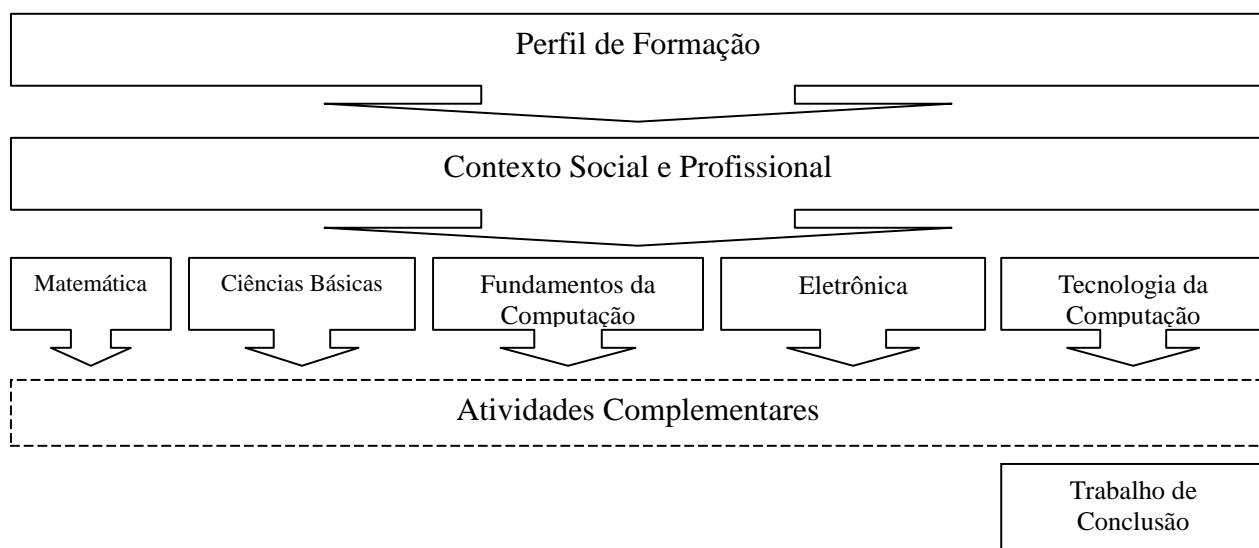 Perfil de Formação
Contexto Social e Profissional
Matemática
Ciências Básicas
Fundamentos da
Computação
Eletrônica
Tecnologia da
Computação
Atividades Complementares
Trabalho de
Conclusão